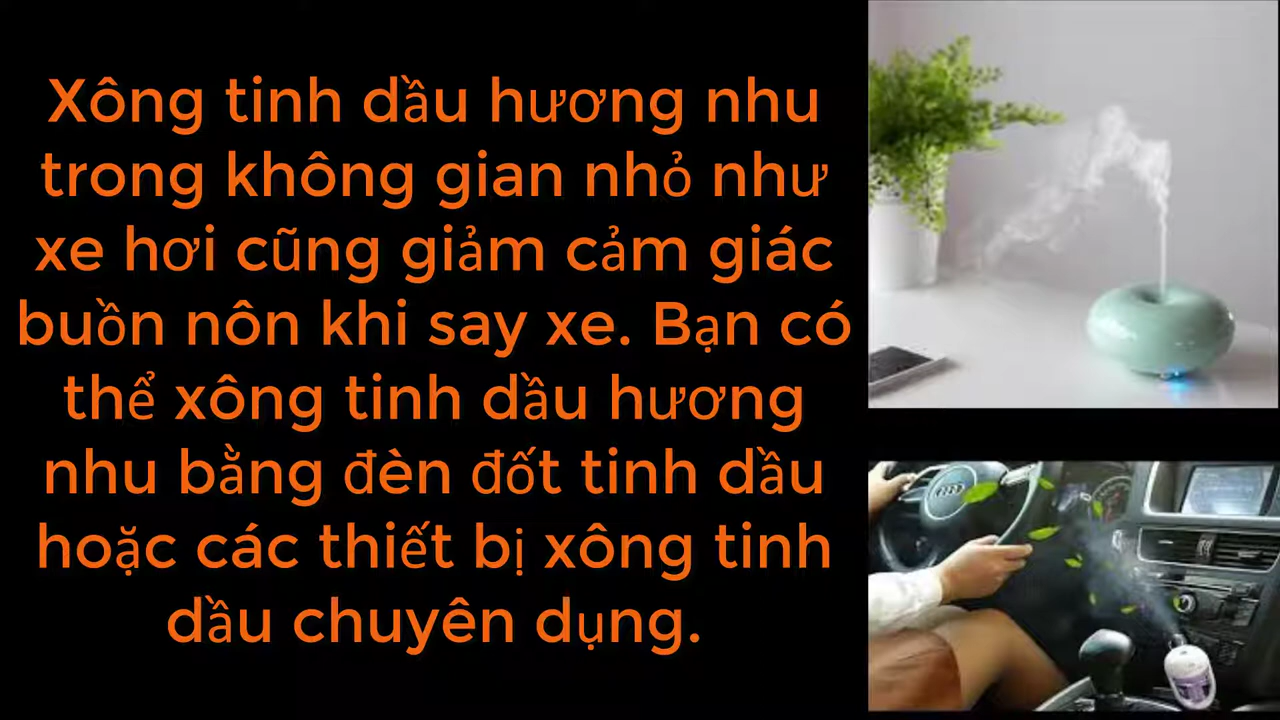 Xông tinh dầu hương nhu
trong không gian nhỏ như
xe hơi cũng giảm cảm giác
buồn nôn khi say xe. Bạn có
thể xông tinh dầu hương
nhu bằng đèn đốt tinh dầu
hoặc các thiết bị xông tinh
dầu chuyên dụng.